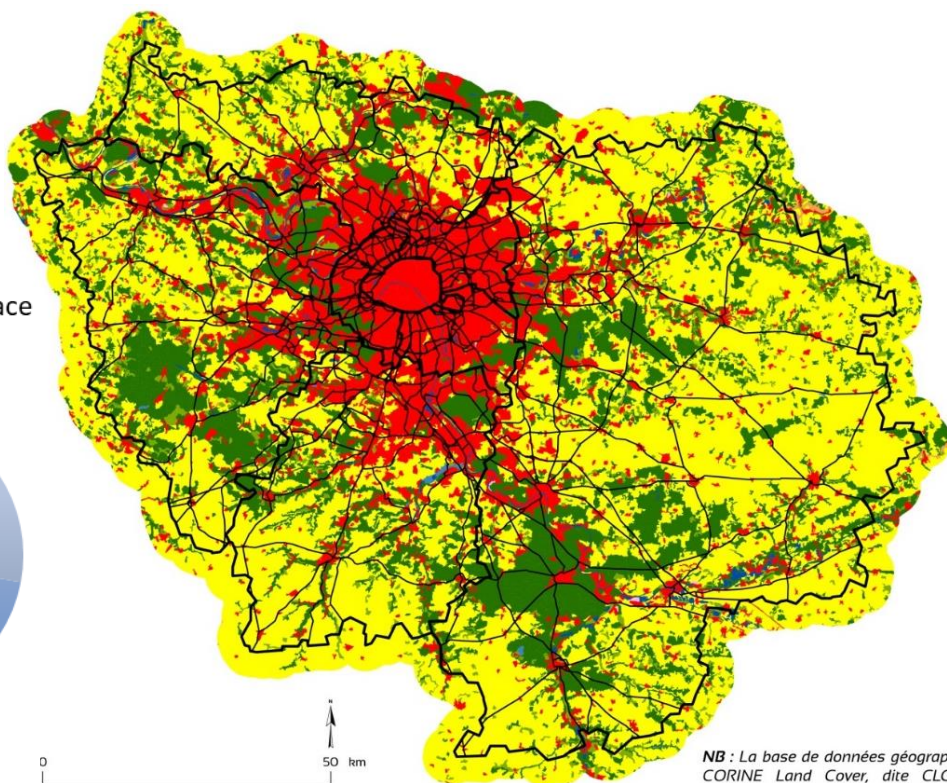 ace
N
0
50 km
NB : La base de données géograp
CORINE Land Cover, dite CLC